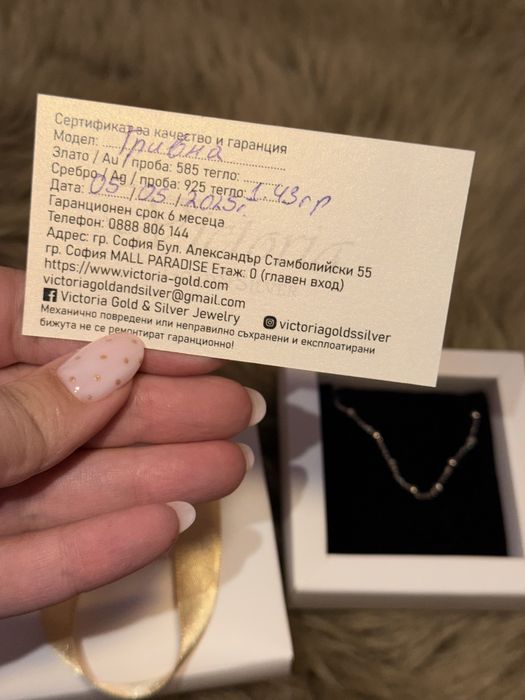 Сертификат за качество и гаранция
Модел: Гривна
Злато / Au / проба: 585 тегло:
Сребро / Ag / проба: 925 тегло: 1.43гр
Дата: 05 / 05 / 2025г.
Гаранционен срок 6 месеца
Телефон: 0888 806 144
Адрес: гр. София Бул. Александър Стамболийски 55
гр. София MALL PARADISE Етаж: 0 (главен вход)
https://www.victoria-gold.com
victoriagoldandsilver@gmail.com
Victoria Gold & Silver Jewelry victoriagoldssilver
Механично повредени или неправилно съхранени и експлоатирани
бижута не се ремонтират гаранционно!